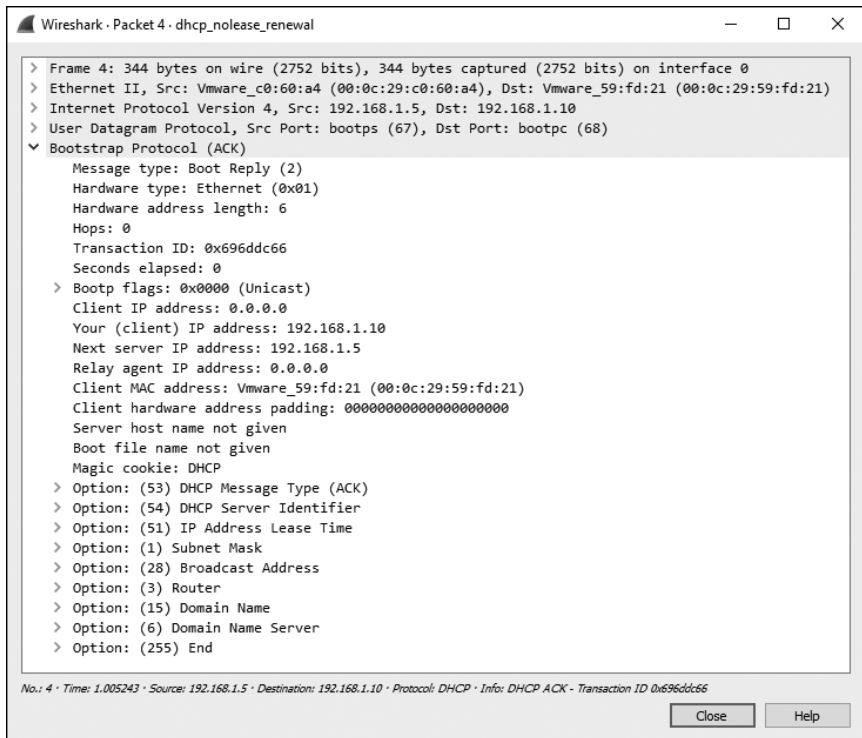 Wireshark · Packet 4 · dhcp_nolease_renewal
Frame 4: 344 bytes on wire (2752 bits), 344 bytes captured (2752 bits) on interface 0
Ethernet II, Src: Vmware_c0:60:a4 (00:0c:29:c0:60:a4), Dst: Vmware_59:fd:21 (00:0c:29:59:fd:21)
Internet Protocol Version 4, Src: 192.168.1.5, Dst: 192.168.1.10
User Datagram Protocol, Src Port: bootps (67), Dst Port: bootpc (68)
Bootstrap Protocol (ACK)
Message type: Boot Reply (2)
Hardware type: Ethernet (0x01)
Hardware address length: 6
Hops: 0
Transaction ID: 0x696ddc66
Seconds elapsed: 0
Bootp flags: 0x0000 (Unicast)
Client IP address: 0.0.0.0
Your (client) IP address: 192.168.1.10
Next server IP address: 192.168.1.5
Relay agent IP address: 0.0.0.0
Client MAC address: Vmware_59:fd:21 (00:0c:29:59:fd:21)
Client hardware address padding: 00000000000000000000
Server host name not given
Boot file name not given
Magic cookie: DHCP
Option: (53) DHCP Message Type (ACK)
Option: (54) DHCP Server Identifier
Option: (51) IP Address Lease Time
Option: (1) Subnet Mask
Option: (28) Broadcast Address
Option: (3) Router
Option: (15) Domain Name
Option: (6) Domain Name Server
Option: (255) End
No.: 4 · Time: 1.005243 · Source: 192.168.1.5 · Destination: 192.168.1.10 · Protocol: DHCP · Info: DHCP ACK - Transaction ID 0x696ddc66
Close Help